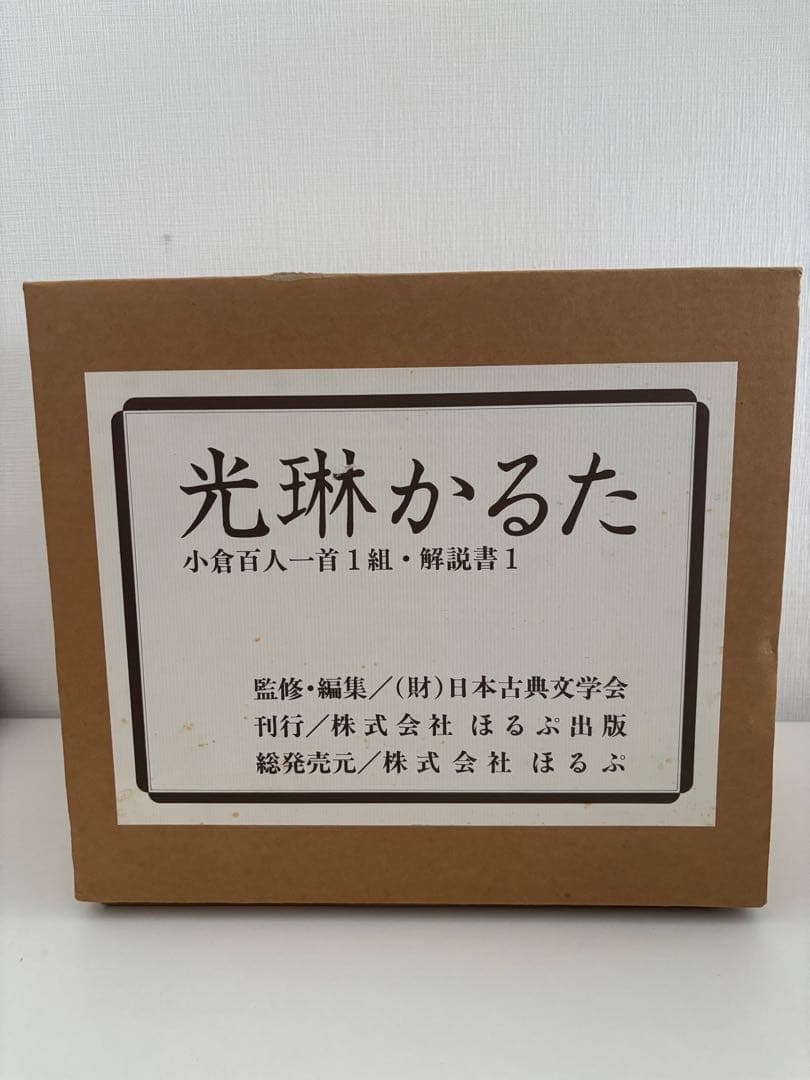 光琳かるた
小倉百人一首1組・解説書1
監修・編集/(財)日本古典文学会
刊行/株式会社 ほるぷ出版
総発売元/株式会社 ほるぷ